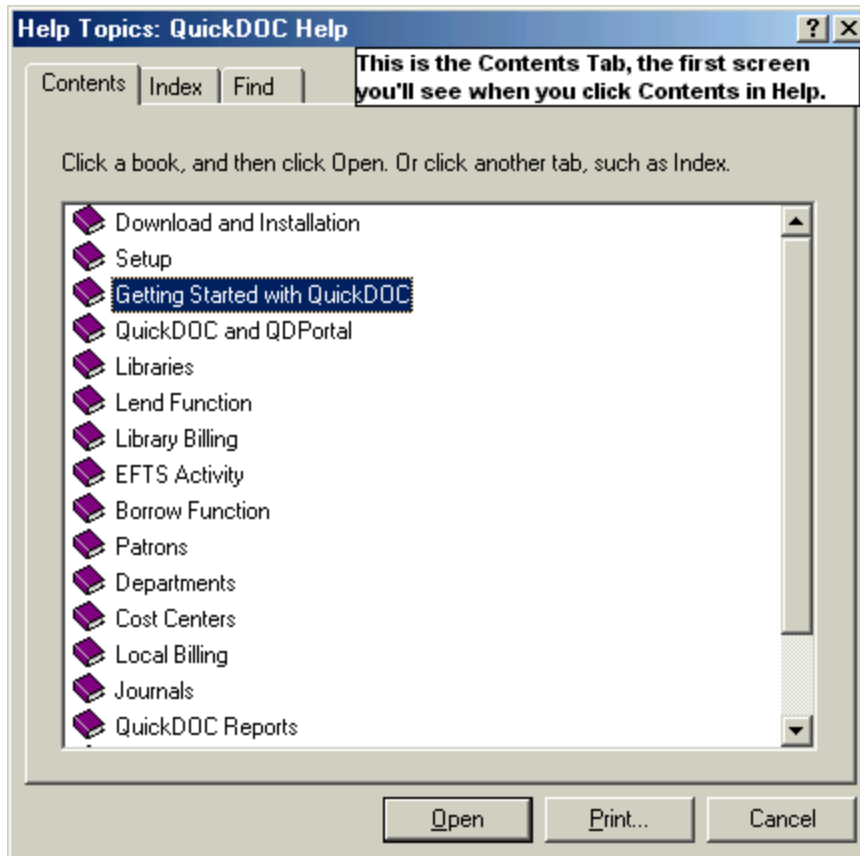 Help Topics: QuickDOC Help
This is the Contents Tab, the first screen
you'll see when you click Contents in Help.
Contents Index Find
Click a book, and then click Open. Or click another tab, such as Index.
Download and Installation
Setup
Getting Started with QuickDOC
QuickDOC and QDPortal
Libraries
Lend Function
Library Billing
EFTS Activity
Borrow Function
Patrons
Departments
Cost Centers
Local Billing
Journals
QuickDOC Reports
Open Print... Cancel